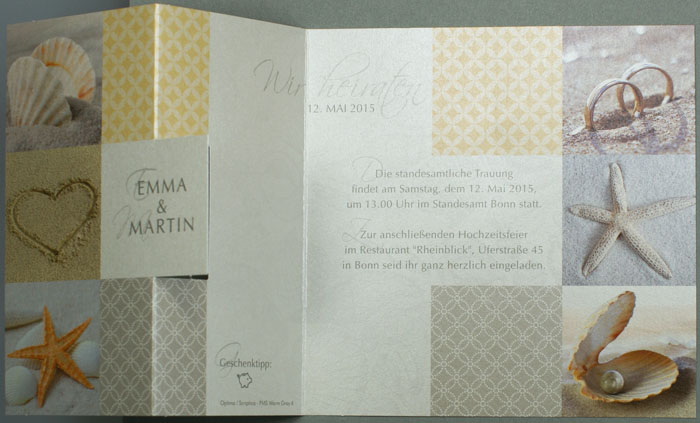 EMMA
&
MARTIN
Geschenktipp:
Wir heiraten
12. MAI 2015
Die standesamtliche Trauung
findet am Samstag, dem 12. Mai 2015,
um 13.00 Uhr im Standesamt Bonn statt.
Zur anschließenden Hochzeitsfeier
im Restaurant "Rheinblick", Uferstraße 45
in Bonn seid ihr ganz herzlich eingeladen.